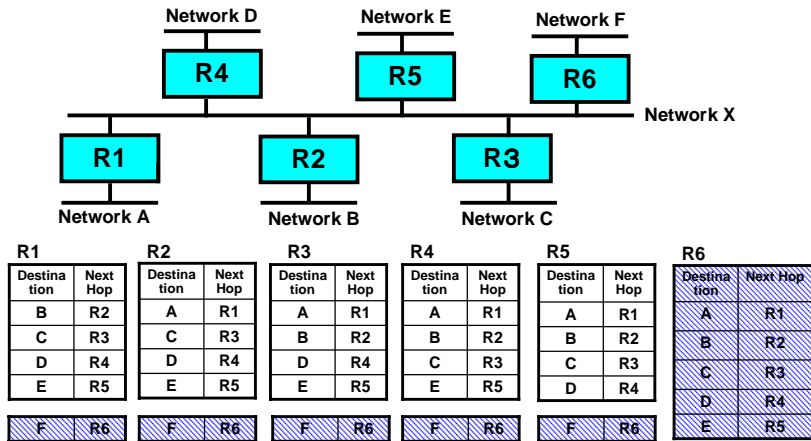 Network D
Network E
Network F
R4
R5
R6
Network X
R1
R2
R3
Network A
Network B
Network C
R1
Destina
tion
Next
Hop
B R2
C R3
D R4
E R5
F R6
R2
Destina
tion
Next
Hop
A R1
C R3
D R4
E R5
F R6
R3
Destina
tion
Next
Hop
A R1
B R2
D R4
E R5
F R6
R4
Destina
tion
Next
Hop
A R1
B R2
C R3
E R5
F R6
R5
Destina
tion
Next
Hop
A R1
B R2
C R3
D R4
F R6
R6
Destina
tion
Next Hop
A R1
B R2
C R3
D R4
E R5